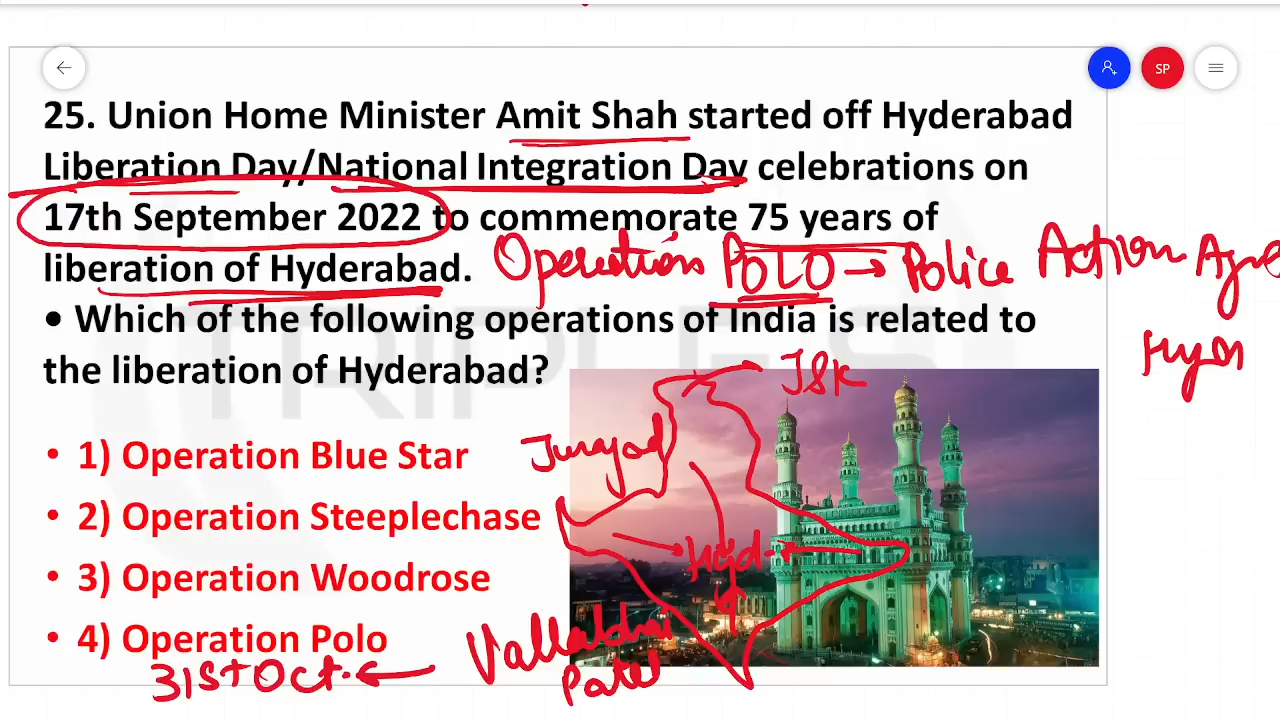 SP
25. Union Home Minister Amit Shah started off Hyderabad
Liberation Day/National Integration Day celebrations on
17th September 2022 to commemorate 75 years of
liberation of Hyderabad.
Operation POLO → Police Action
• Which of the following operations of India is related to
the liberation of Hyderabad?
J&K
• 1) Operation Blue Star
• 2) Operation Steeplechase
• 3) Operation Woodrose
Hyd
• 4) Operation Polo
Vallabhai
Patel
31st Oct.